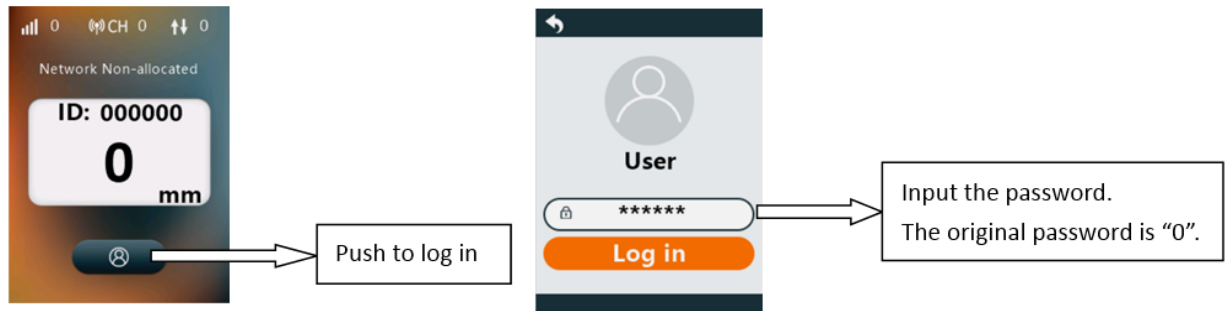 0 CH 0 0
Network Non-allocated
ID: 000000
0
mm
Push to log in
User
******
Log in
Input the password.
The original password is “0”.